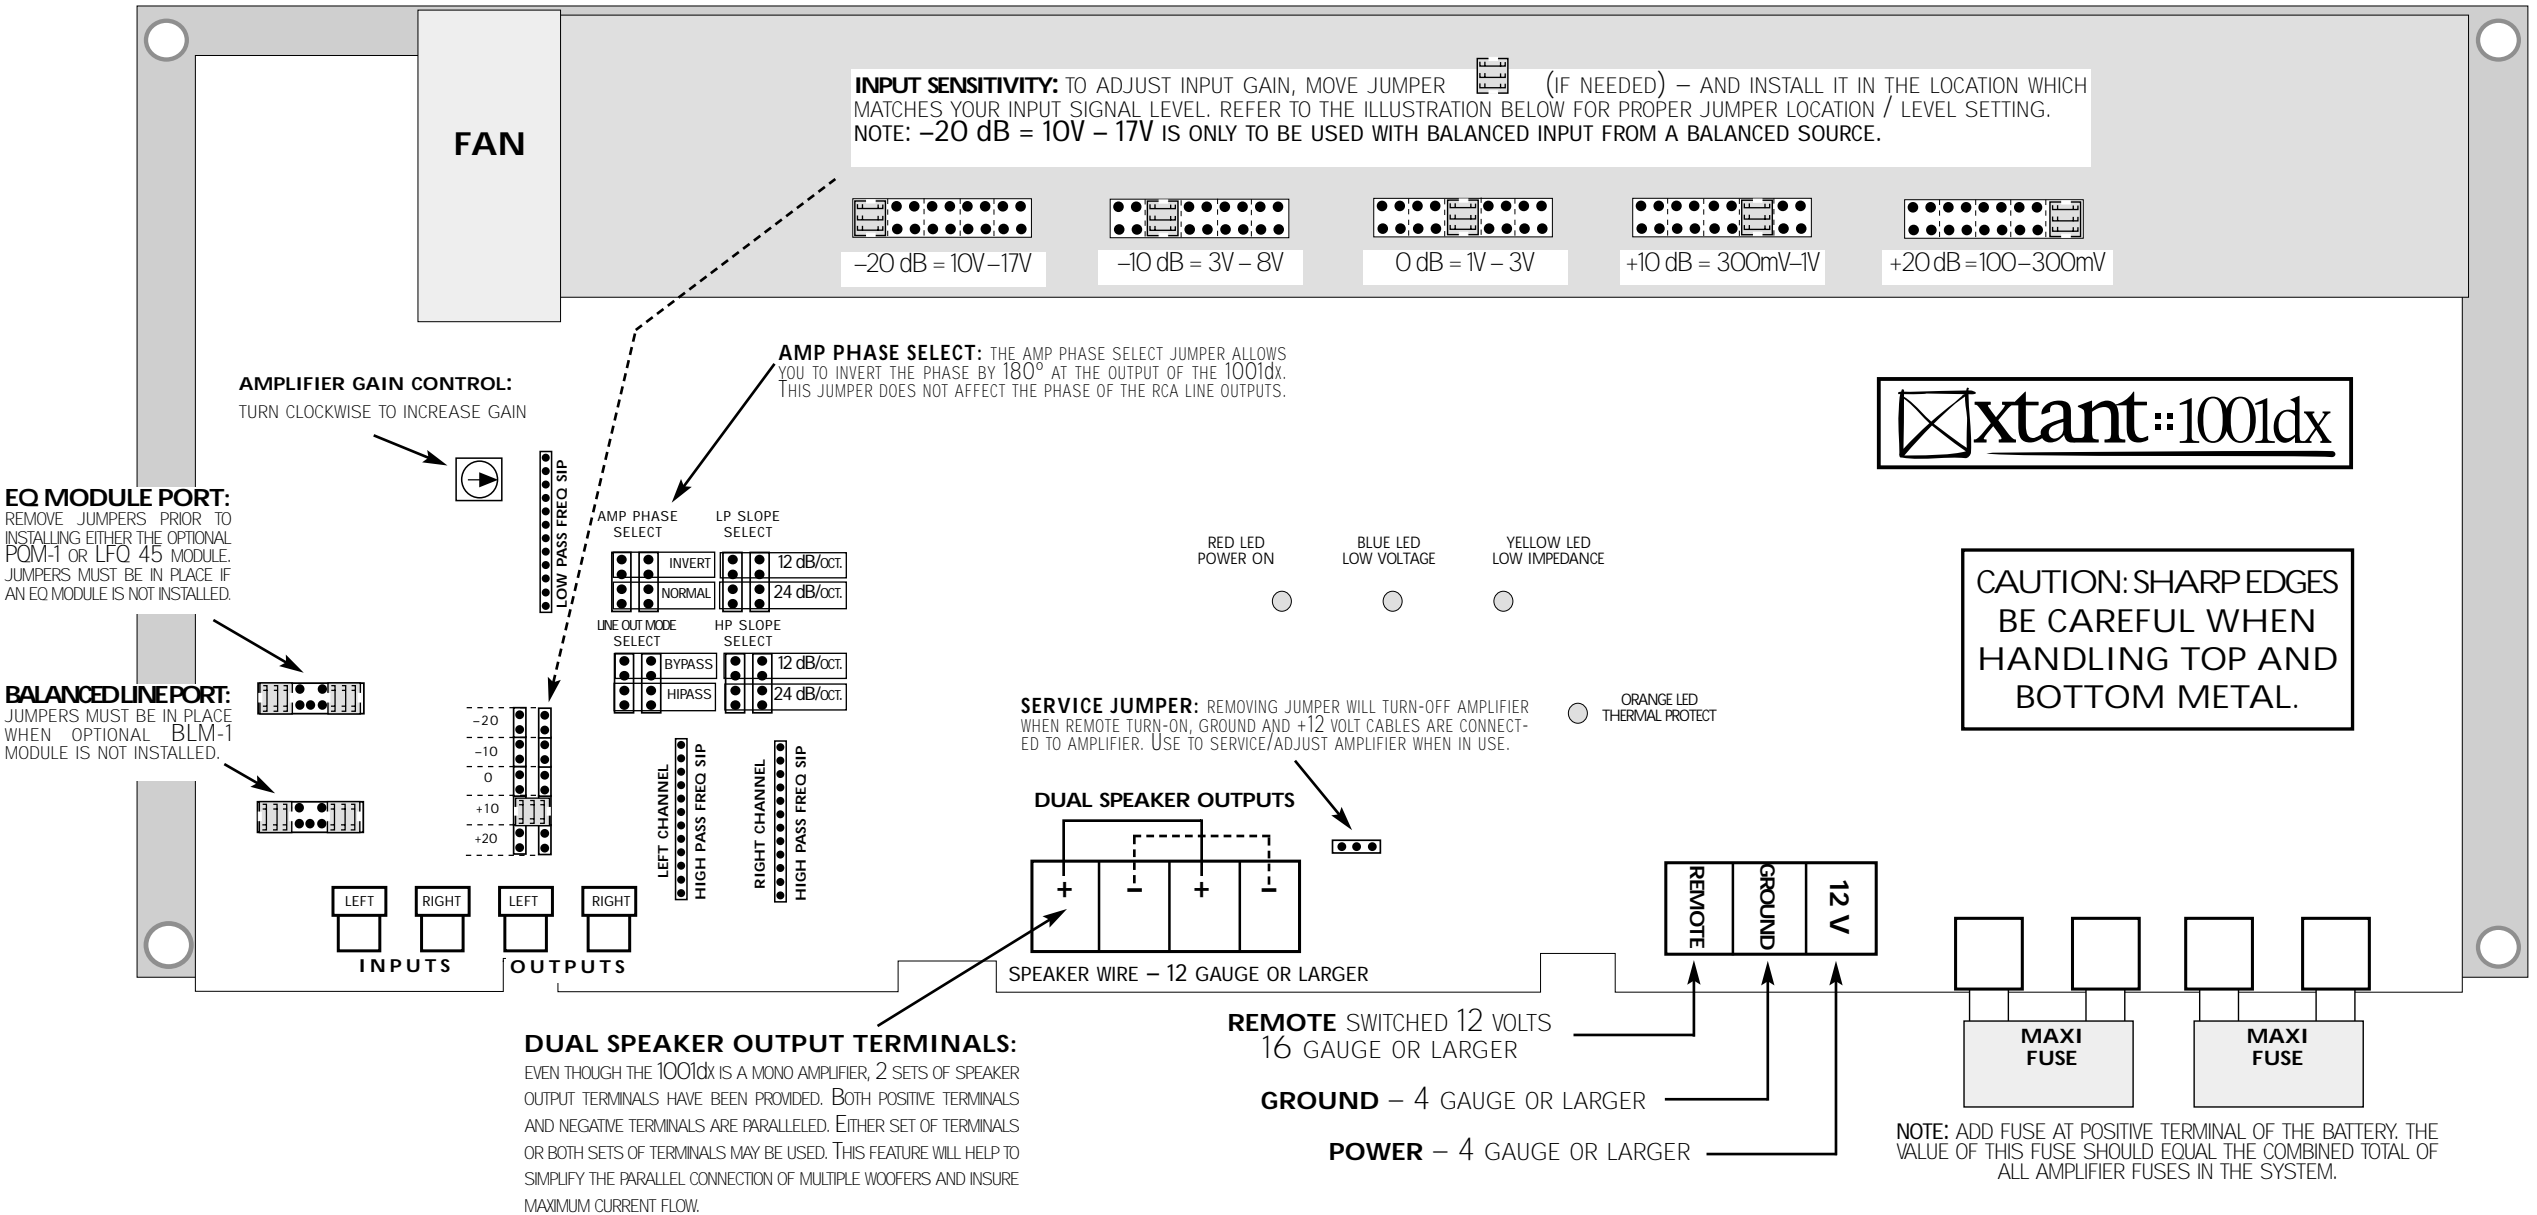 FAN
INPUT SENSITIVITY: TO ADJUST INPUT GAIN, MOVE JUMPER (IF NEEDED) – AND INSTALL IT IN THE LOCATION WHICH
MATCHES YOUR INPUT SIGNAL LEVEL. REFER TO THE ILLUSTRATION BELOW FOR PROPER JUMPER LOCATION / LEVEL SETTING.
NOTE: –20 dB = 10V – 17V IS ONLY TO BE USED WITH BALANCED INPUT FROM A BALANCED SOURCE.
–20 dB = 10V–17V
–10 dB = 3V – 8V
0 dB = 1V – 3V
+10 dB = 300mV–1V
+20 dB =100–300mV
AMP PHASE SELECT: THE AMP PHASE SELECT JUMPER ALLOWS
YOU TO INVERT THE PHASE BY 180º AT THE OUTPUT OF THE 1001dx.
THIS JUMPER DOES NOT AFFECT THE PHASE OF THE RCA LINE OUTPUTS.
AMPLIFIER GAIN CONTROL:
TURN CLOCKWISE TO INCREASE GAIN
xtant::1001dx
EQ MODULE PORT:
REMOVE JUMPERS PRIOR TO
INSTALLING EITHER THE OPTIONAL
PQM-1 OR LFQ 45 MODULE.
JUMPERS MUST BE IN PLACE IF
AN EQ MODULE IS NOT INSTALLED.
LOW PASS FREQ SIP
AMP PHASE
SELECT
LP SLOPE
SELECT
INVERT
12 dB/OCT.
NORMAL
24 dB/OCT.
LINE OUT MODE
SELECT
HP SLOPE
SELECT
BYPASS
12 dB/OCT.
HIPASS
24 dB/OCT.
RED LED
POWER ON
BLUE LED
LOW VOLTAGE
YELLOW LED
LOW IMPEDANCE
CAUTION: SHARP EDGES
BE CAREFUL WHEN
HANDLING TOP AND
BOTTOM METAL.
BALANCED LINE PORT:
JUMPERS MUST BE IN PLACE
WHEN OPTIONAL BLM-1
MODULE IS NOT INSTALLED.
–20
–10
0
+10
+20
LEFT CHANNEL
HIGH PASS FREQ SIP
RIGHT CHANNEL
HIGH PASS FREQ SIP
SERVICE JUMPER: REMOVING JUMPER WILL TURN-OFF AMPLIFIER
WHEN REMOTE TURN-ON, GROUND AND +12 VOLT CABLES ARE CONNECT-
ED TO AMPLIFIER. USE TO SERVICE/ADJUST AMPLIFIER WHEN IN USE.
ORANGE LED
THERMAL PROTECT
DUAL SPEAKER OUTPUTS
+ – + –
SPEAKER WIRE – 12 GAUGE OR LARGER
LEFT RIGHT LEFT RIGHT
INPUTS OUTPUTS
REMOTE
GROUND
12 V
DUAL SPEAKER OUTPUT TERMINALS:
EVEN THOUGH THE 1001dx IS A MONO AMPLIFIER, 2 SETS OF SPEAKER
OUTPUT TERMINALS HAVE BEEN PROVIDED. BOTH POSITIVE TERMINALS
AND NEGATIVE TERMINALS ARE PARALLELED. EITHER SET OF TERMINALS
OR BOTH SETS OF TERMINALS MAY BE USED. THIS FEATURE WILL HELP TO
SIMPLIFY THE PARALLEL CONNECTION OF MULTIPLE WOOFERS AND INSURE
MAXIMUM CURRENT FLOW.
REMOTE SWITCHED 12 VOLTS
16 GAUGE OR LARGER
GROUND – 4 GAUGE OR LARGER
POWER – 4 GAUGE OR LARGER
MAXI
FUSE
MAXI
FUSE
NOTE: ADD FUSE AT POSITIVE TERMINAL OF THE BATTERY. THE
VALUE OF THIS FUSE SHOULD EQUAL THE COMBINED TOTAL OF
ALL AMPLIFIER FUSES IN THE SYSTEM.